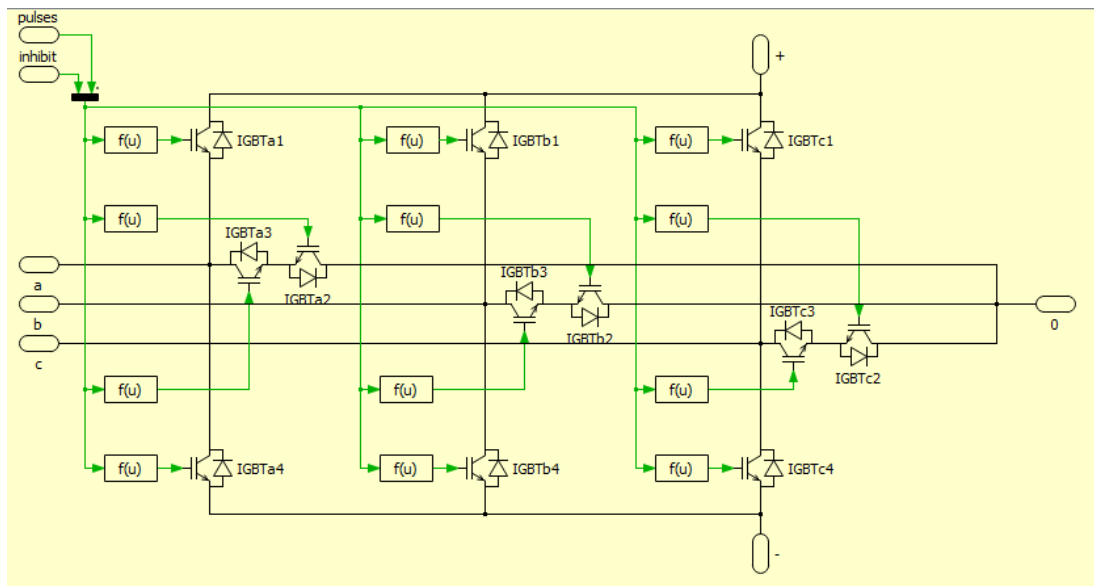 pulses
inhibit
+
f(u)
IGBTa1
f(u)
IGBTb1
f(u)
IGBTc1
f(u)
f(u)
f(u)
IGBTa3
a
IGBTa2
IGBTb3
b
IGBTb2
IGBTc3
0
c
IGBTc2
f(u)
f(u)
f(u)
f(u)
IGBTa4
f(u)
IGBTb4
f(u)
IGBTc4
-